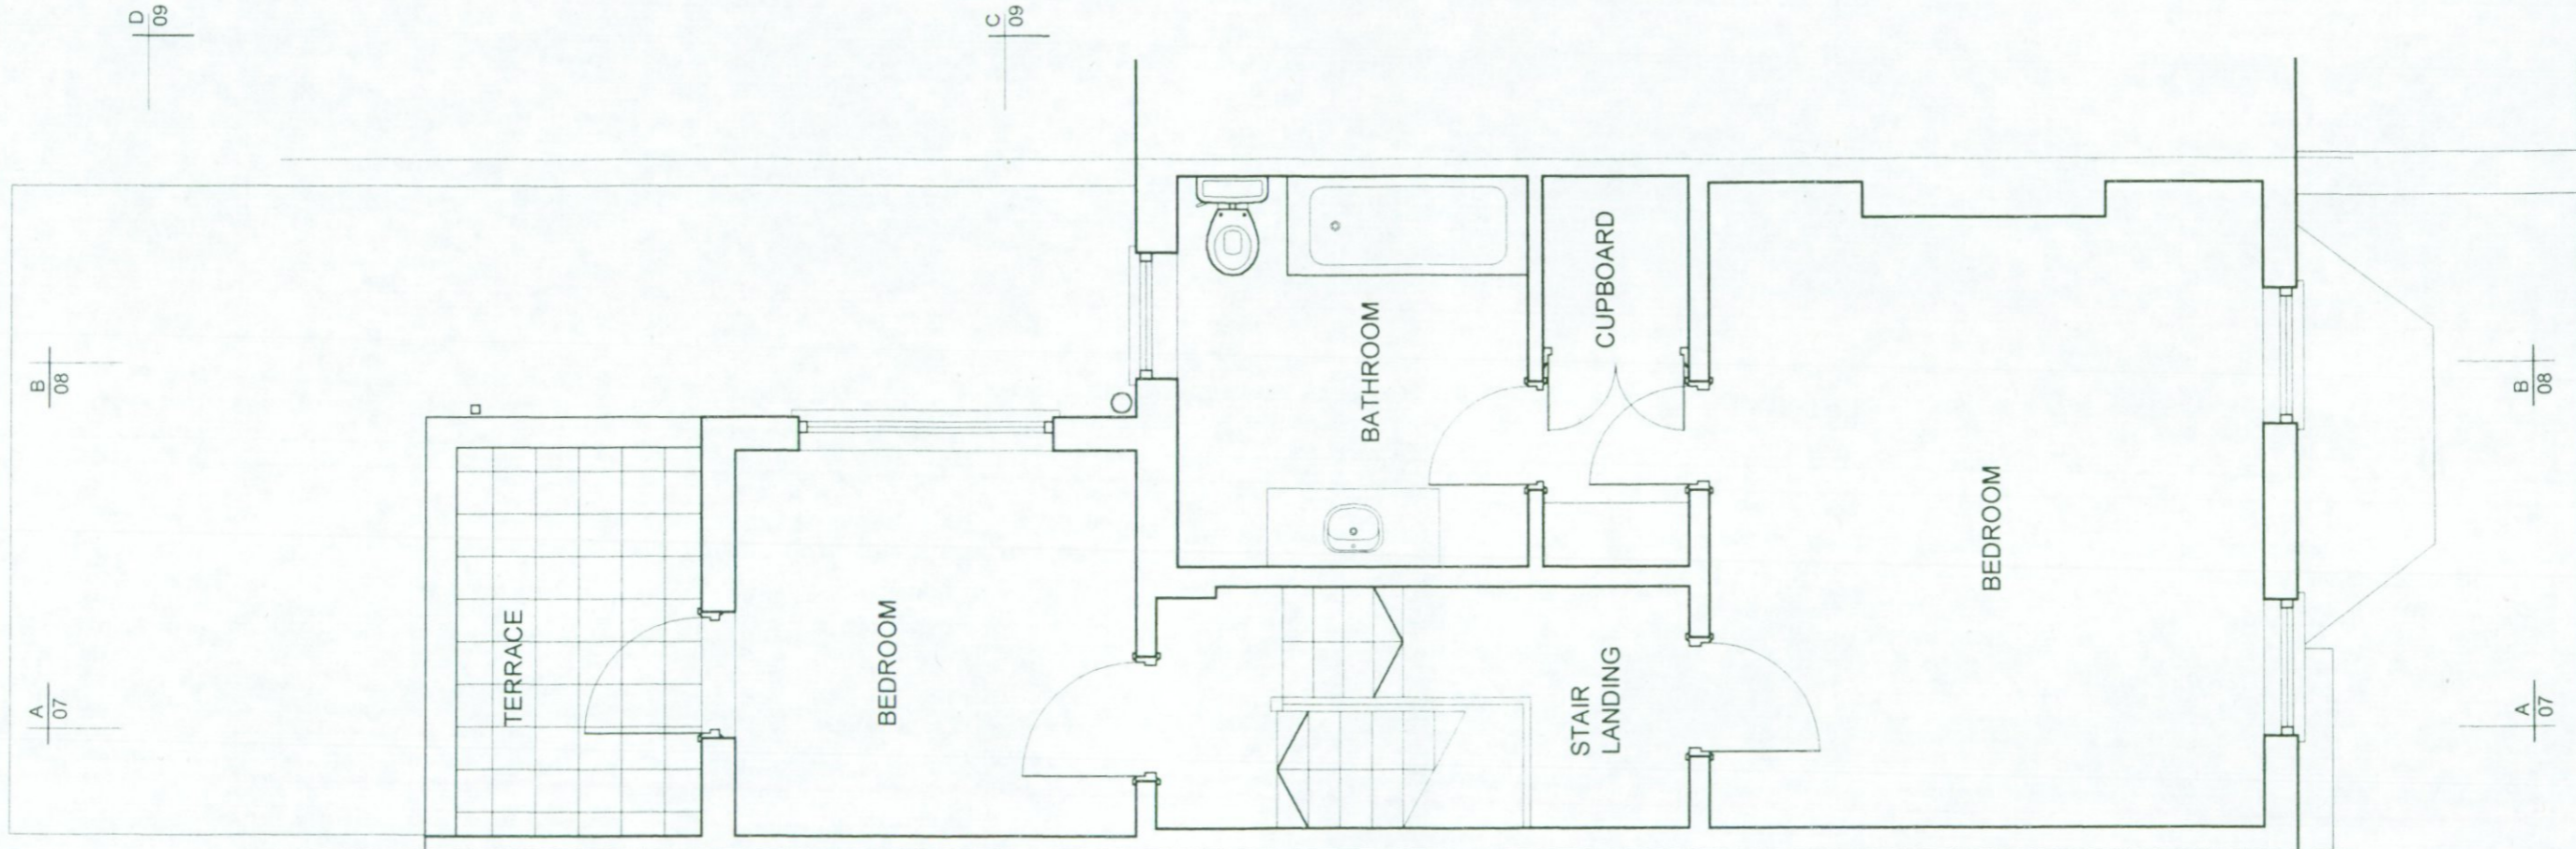 D
09
C
09
B
08
A
07
TERRACE
BEDROOM
BATHROOM
CUPBOARD
STAIR
LANDING
BEDROOM
B
08
A
07